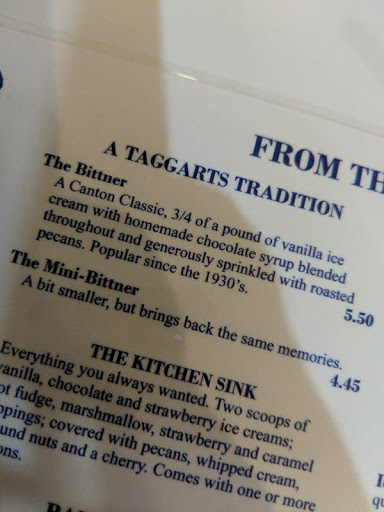 FROM TH
A TAGGARTS TRADITION
The Bittner
A Canton Classic, 3/4 of a pound of vanilla ice
cream with homemade chocolate syrup blended
throughout and generously sprinkled with roasted
pecans. Popular since the 1930's.
5.50
The Mini-Bittner
A bit smaller, but brings back the same memories.
4.45
THE KITCHEN SINK
Everything you always wanted. Two scoops of
vanilla, chocolate and strawberry ice creams;
ot fudge, marshmallow, strawberry and caramel
ppings; covered with pecans, whipped cream,
und nuts and a cherry. Comes with one or more
ons.